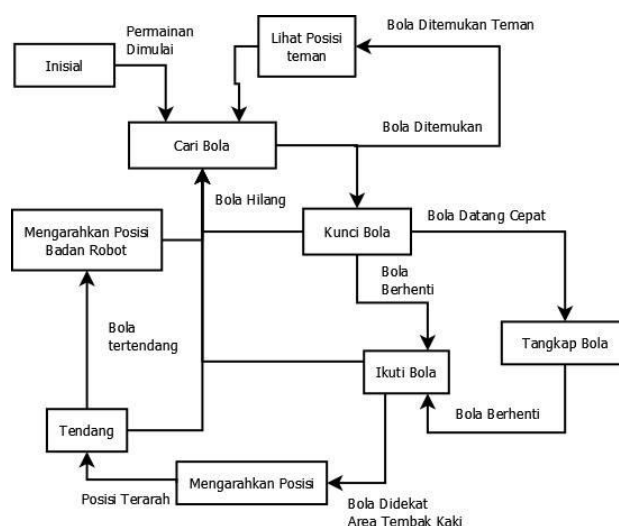 Permainan
Dimulai
Inisial
Lihat Posisi
teman
Bola Ditemukan Teman
Cari Bola
Bola Ditemukan
Bola Hilang
Mengarahkan Posisi
Badan Robot
Kunci Bola
Bola Datang Cepat
Bola
Berhenti
Bola
tertendang
Ikuti Bola
Tangkap Bola
Bola Berhenti
Tendang
Posisi Terarah
Mengarahkan Posisi
Bola Didekat
Area Tembak Kaki